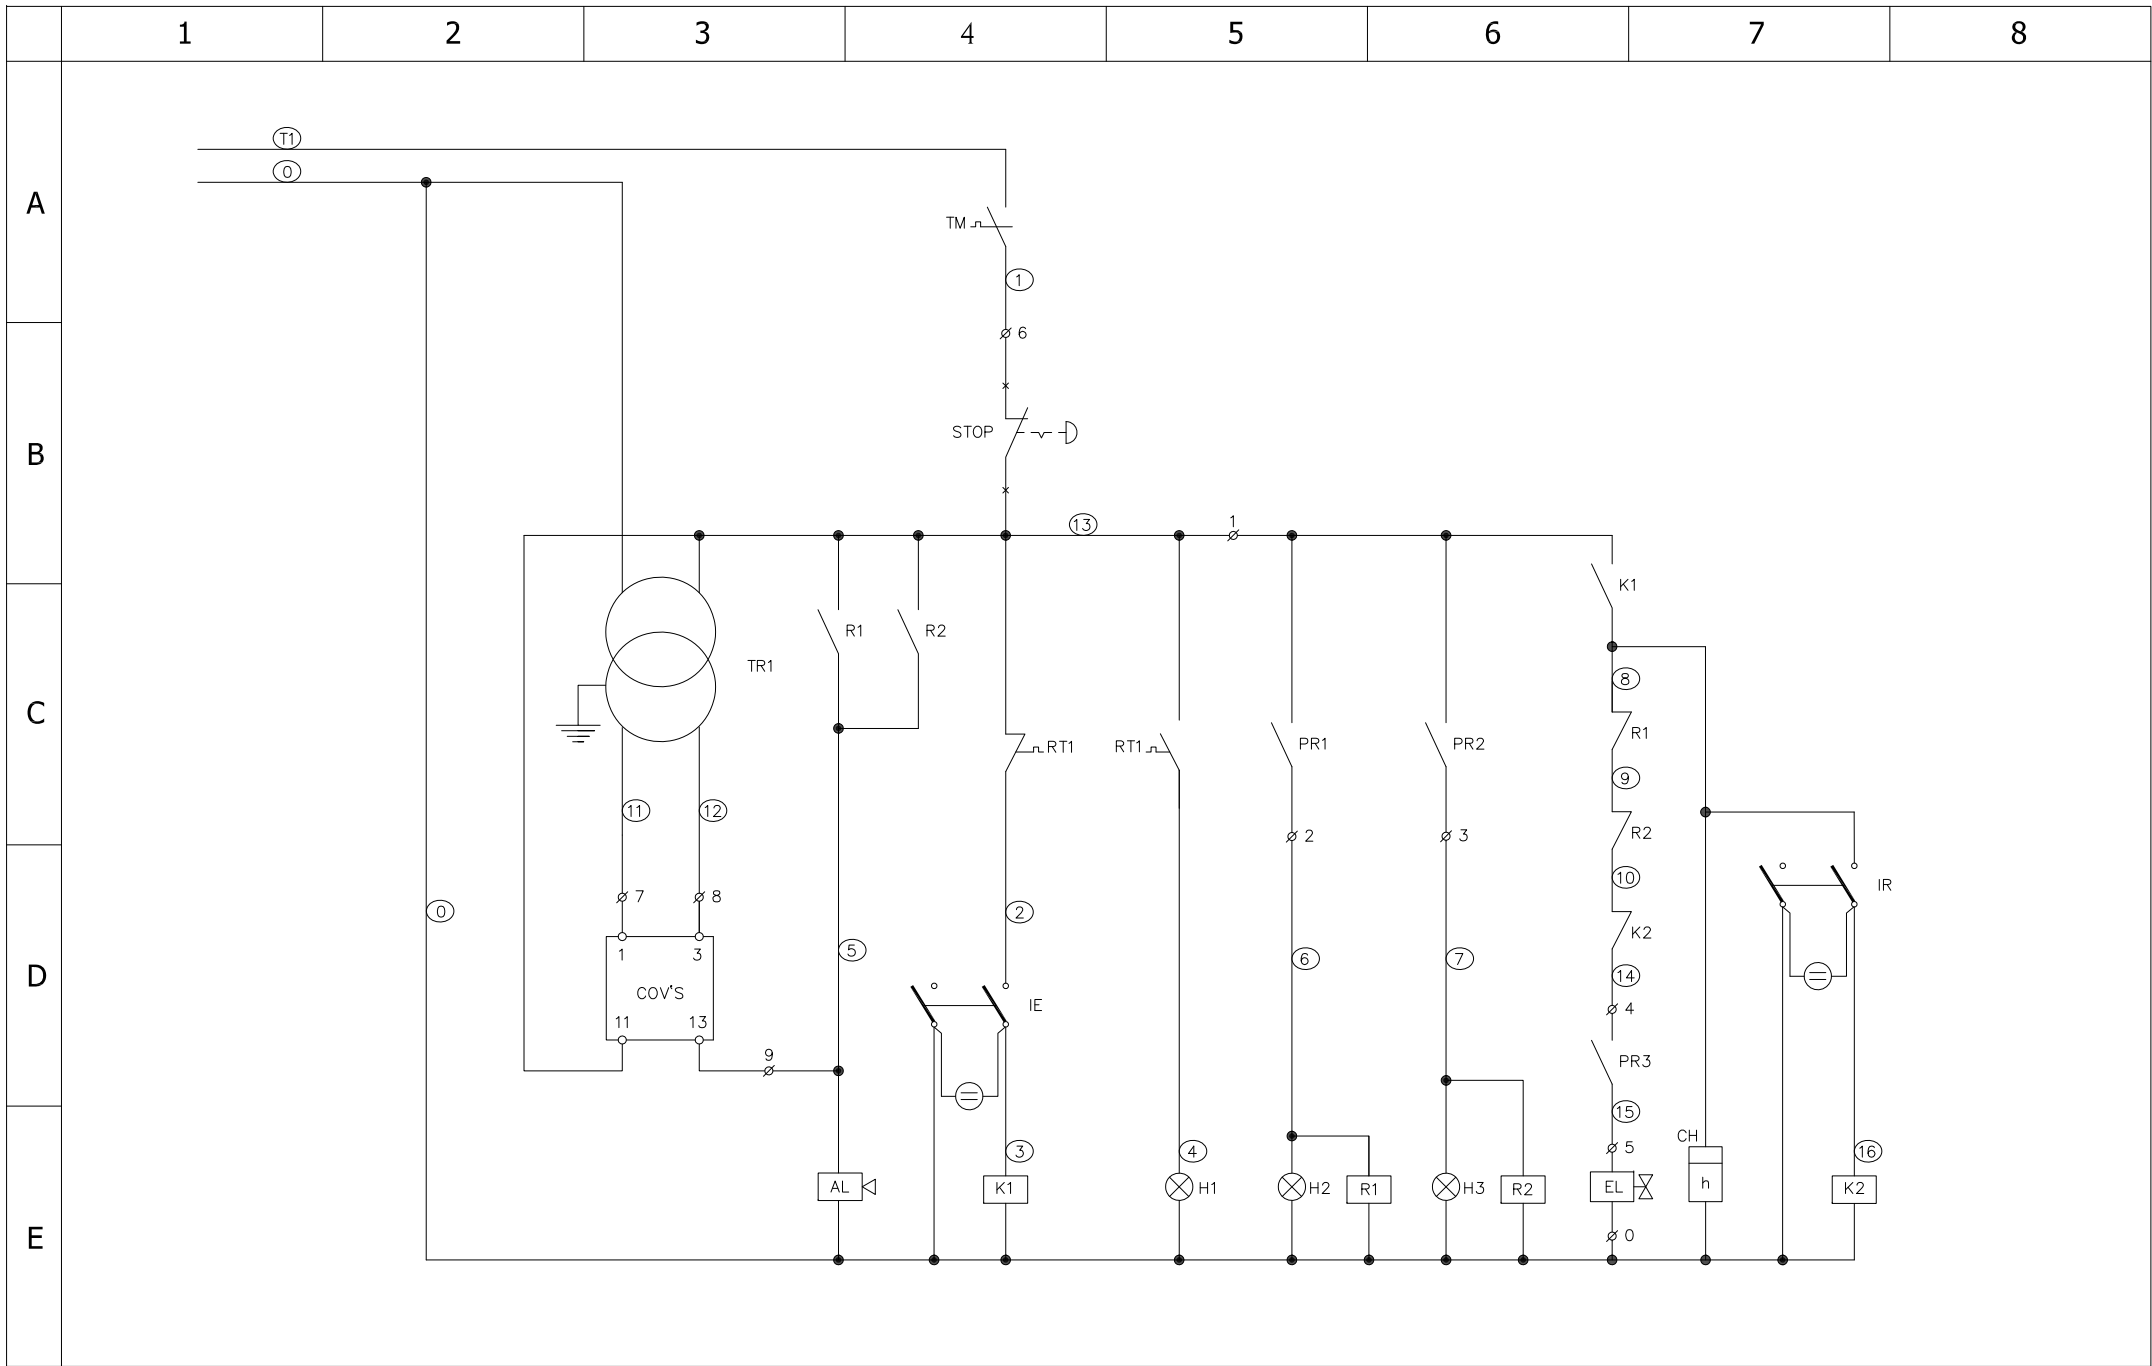 1 2 3 4 5 6 7 8
A
T1
0
TM
1
B
6
STOP
13 1
C
K1
R1 R2
TR1
8
R1
RT1 RT1 PR1 PR2
9
11 12
R2
2 3
D
10
IR
7 8
0 2
K2
1 3
5 6 7
14
COV'S
IE
4
11 13
9
PR3
E
15
CH
5
3 4 16
AL K1 H1 H2 R1 H3 R2 EL h K2
0